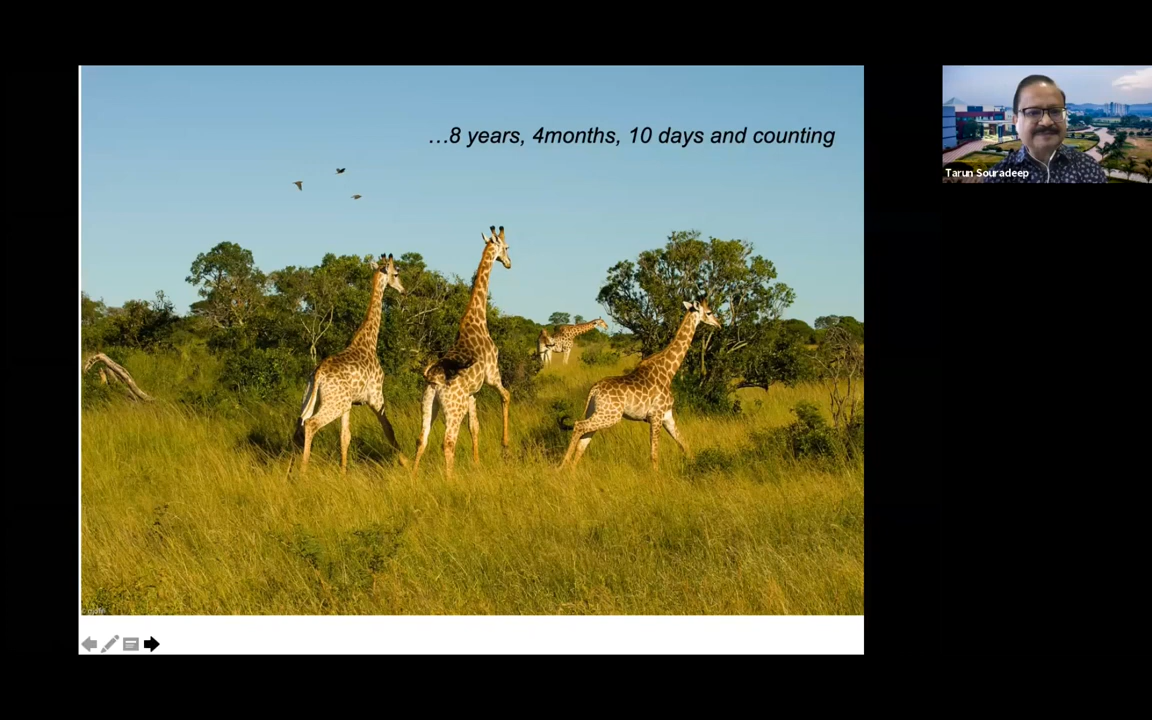 …8 years, 4months, 10 days and counting
Tarun Souradeep